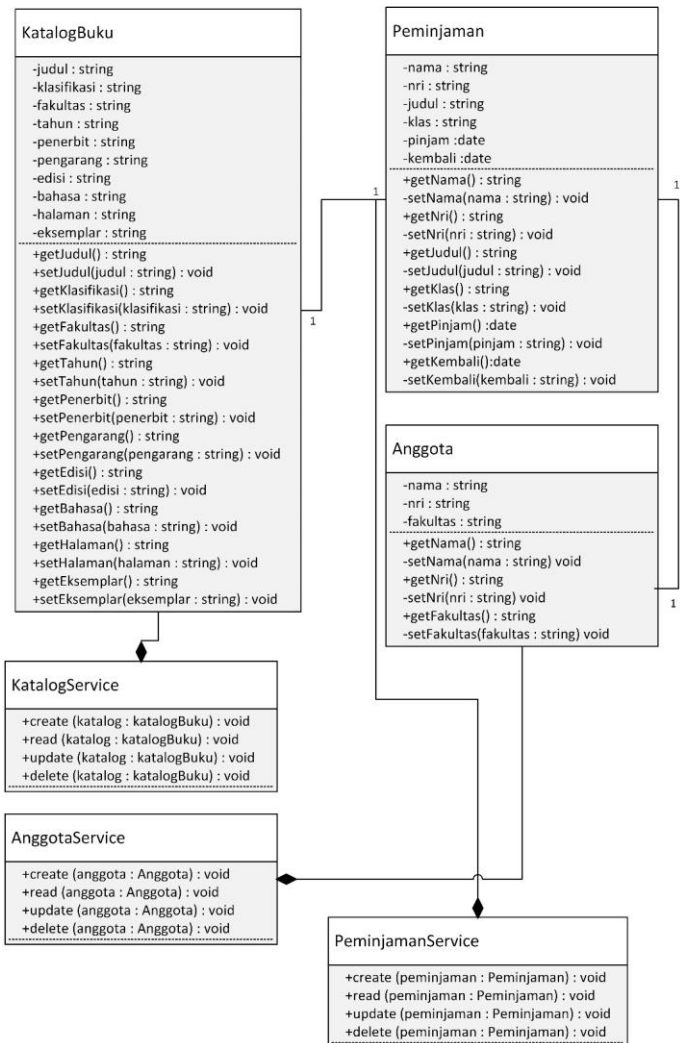 KatalogBuku
-judul : string
-klasifikasi : string
-fakultas : string
-tahun : string
-penerbit : string
-pengarang : string
-edisi : string
-bahasa : string
-halaman : string
-eksemplar : string
+getJudul() : string
+setJudul(judul : string) : void
+getKlasifikasi() : string
+setKlasifikasi(klasifikasi : string) : void
+getFakultas() : string
+setFakultas(fakultas : string) : void
+getTahun() : string
+setTahun(tahun : string) : void
+getPenerbit() : string
+setPenerbit(penerbit : string) : void
+getPengarang() : string
+setPengarang(pengarang : string) : void
+getEdisi() : string
+setEdisi(edisi : string) : void
+getBahasa() : string
+setBahasa(bahasa : string) : void
+getHalaman() : string
+setHalaman(halaman : string) : void
+getEksemplar() : string
+setEksemplar(eksemplar : string) : void
1
1
Peminjaman
-nama : string
-nri : string
-judul : string
-klas : string
-pinjam :date
-kembali :date
+getNama() : string
-setNama(nama : string) : void
+getNri() : string
-setNri(nri : string) : void
+getJudul() : string
-setJudul(judul : string) : void
+getKlas() : string
-setKlas(klas : string) : void
+getPinjam() :date
-setPinjam(pinjam : string) : void
+getKembali():date
-setKembali(kembali : string) : void
1
Anggota
-nama : string
-nri : string
-fakultas : string
+getNama() : string
-setNama(nama : string) void
+getNri() : string
-setNri(nri : string) void
+getFakultas() : string
-setFakultas(fakultas : string) void
1
KatalogService
+create (katalog : katalogBuku) : void
+read (katalog : katalogBuku) : void
+update (katalog : katalogBuku) : void
+delete (katalog : katalogBuku) : void
AnggotaService
+create (anggota : Anggota) : void
+read (anggota : Anggota) : void
+update (anggota : Anggota) : void
+delete (anggota : Anggota) : void
PeminjamanService
+create (peminjaman : Peminjaman) : void
+read (peminjaman : Peminjaman) : void
+update (peminjaman : Peminjaman) : void
+delete (peminjaman : Peminjaman) : void